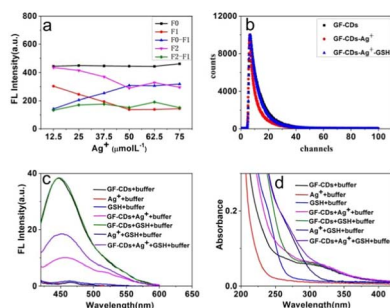 a
F0
F1
F0-F1
F2
F2-F1
FL Intensity(a.u.)
600
400
200
0
12.5 25 37.5 50 62.5 75
Ag⁺ (μmolL⁻¹)
b
GF-CDs
GF-CDs-Ag⁺
GF-CDs-Ag⁺-GSH
counts
12000
10000
8000
6000
4000
2000
0
0 20 40 60 80 100
channels
c
GF-CDs+buffer
Ag⁺+buffer
GSH+buffer
GF-CDs+Ag⁺+buffer
GF-CDs+GSH+buffer
Ag⁺+GSH+buffer
GF-CDs+Ag⁺+GSH+buffer
FL Intensity(a.u.)
40
20
0
450 500 550 600 650
Wavelength(nm)
d
GF-CDs+buffer
Ag⁺+buffer
GSH+buffer
GF-CDs+Ag⁺+buffer
GF-CDs+GSH+buffer
Ag⁺+GSH+buffer
GF-CDs+Ag⁺+GSH+buffer
Absorbance
0.2
0.0
200 250 300 350 400
Wavelength(nm)